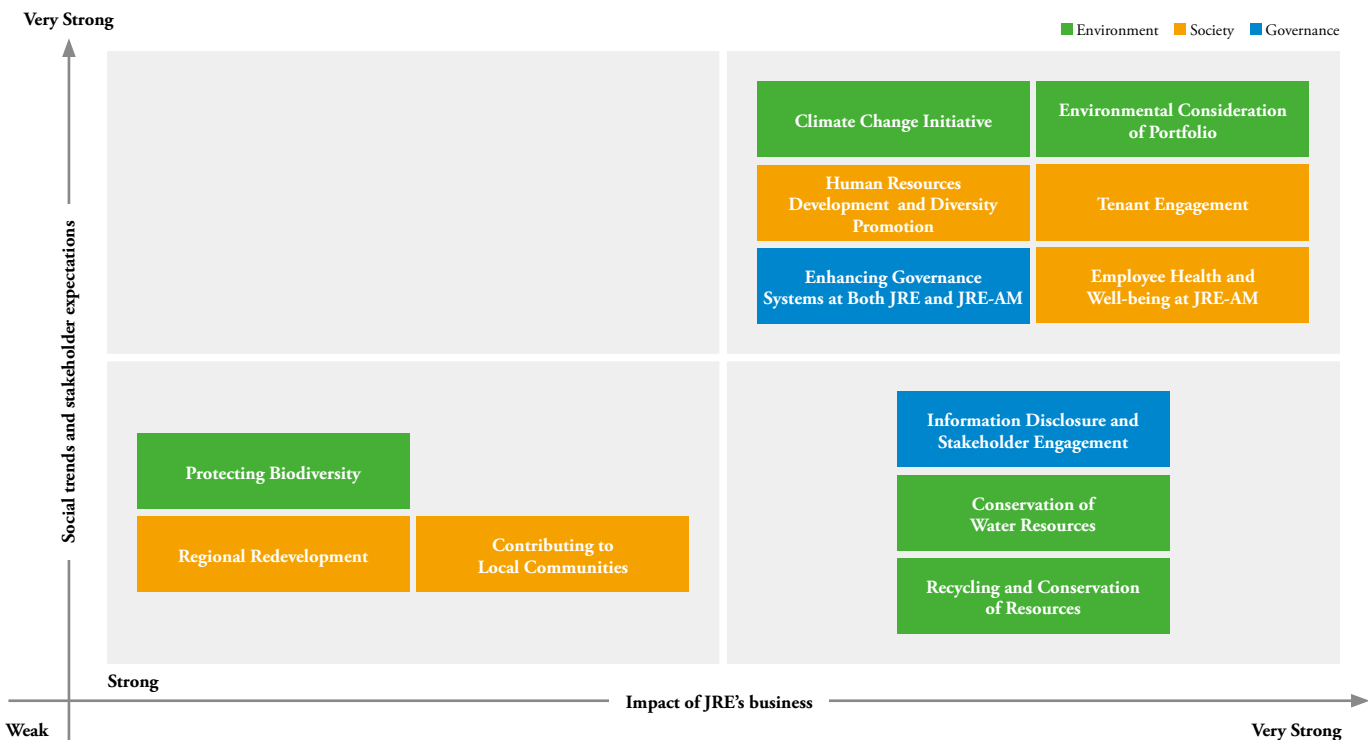 Very Strong
Environment Society Governance
Climate Change Initiative
Environmental Consideration
of Portfolio
Human Resources
Development and Diversity
Promotion
Tenant Engagement
Enhancing Governance
Systems at Both JRE and JRE-AM
Employee Health and
Well-being at JRE-AM
Social trends and stakeholder expectations
Protecting Biodiversity
Regional Redevelopment
Contributing to
Local Communities
Information Disclosure and
Stakeholder Engagement
Conservation of
Water Resources
Recycling and Conservation
of Resources
Strong
Impact of JRE's business
Weak
Very Strong